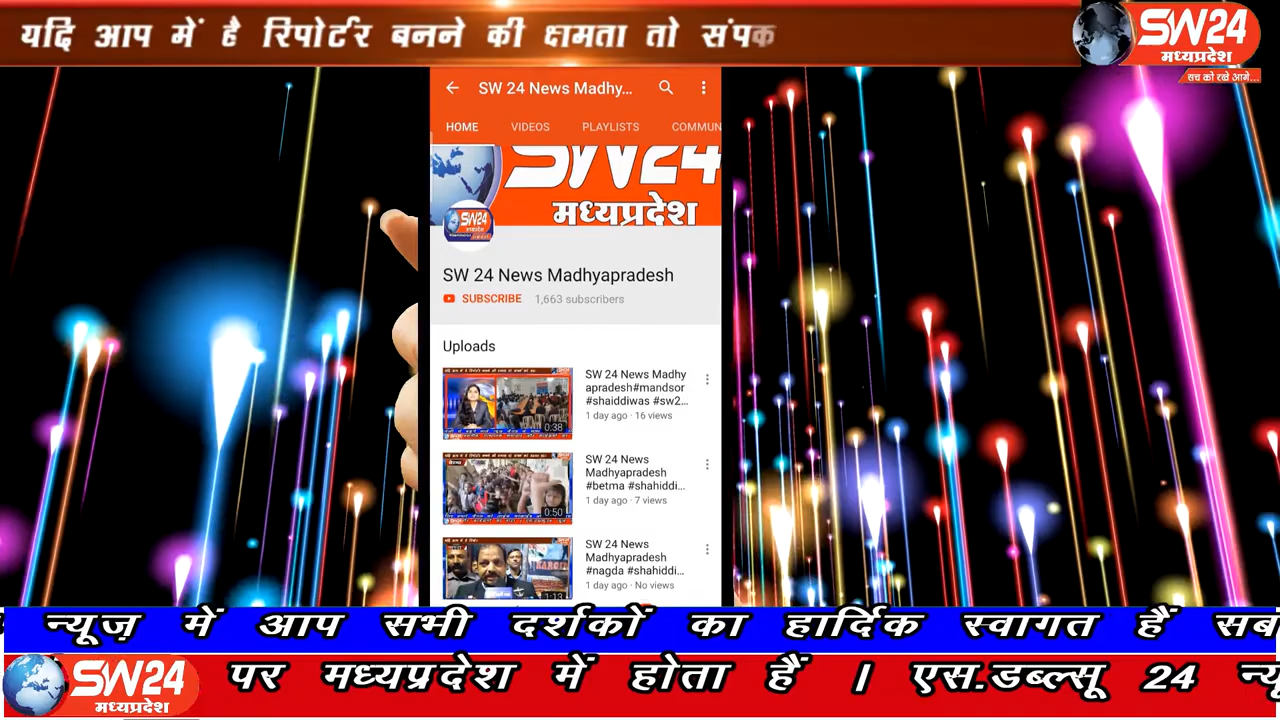 यदि आप में है रिपोर्टर बनने की क्षमता तो संपक
SW24
मध्यप्रदेश
सच को रखे आगे...
SW 24 News Madhy...
HOME VIDEOS PLAYLISTS COMMUN
SW24
मध्यप्रदेश
SW24
SW 24 News Madhyapradesh
SUBSCRIBE 1,663 subscribers
Uploads
SW 24 News Madhy
apradesh#mandsor
#shaiddiwas #sw2...
1 day ago · 16 views
0:38
SW 24 News
Madhyapradesh
#betma #shahiddi...
1 day ago · 7 views
0:50
SW 24 News
Madhyapradesh
#nagda #shahiddi...
1 day ago · No views
1:13
न्यूज़ में आप सभी दर्शकों का हार्दिक स्वागत हैं सब
SW24
मध्यप्रदेश
पर मध्यप्रदेश में होता हैं । एस.डब्ल्सू 24 न्यू